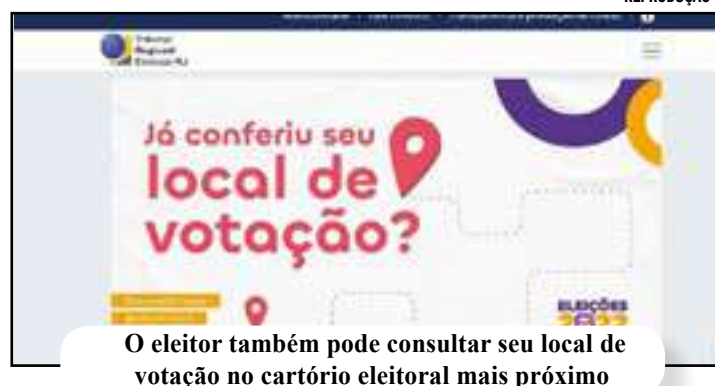 REPRODUÇÃO
Tribunal
Regional
Eleitoral-RJ
Já conferiu seu
local de
votação?
ELEIÇÕES
2022
O eleitor também pode consultar seu local de
votação no cartório eleitoral mais próximo